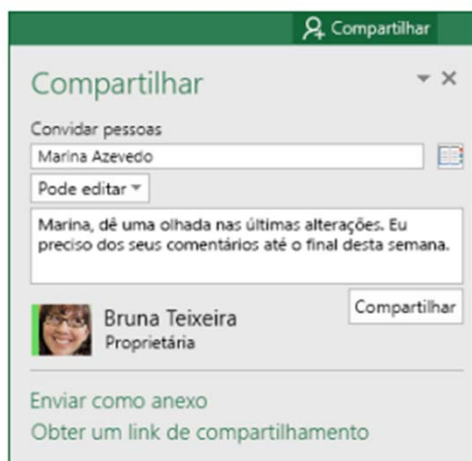 Compartilhar
Compartilhar
Convidar pessoas
Marina Azevedo
Pode editar
Marina, dê uma olhada nas últimas alterações. Eu
preciso dos seus comentários até o final desta semana.
Compartilhar
Bruna Teixeira
Proprietária
Enviar como anexo
Obter um link de compartilhamento